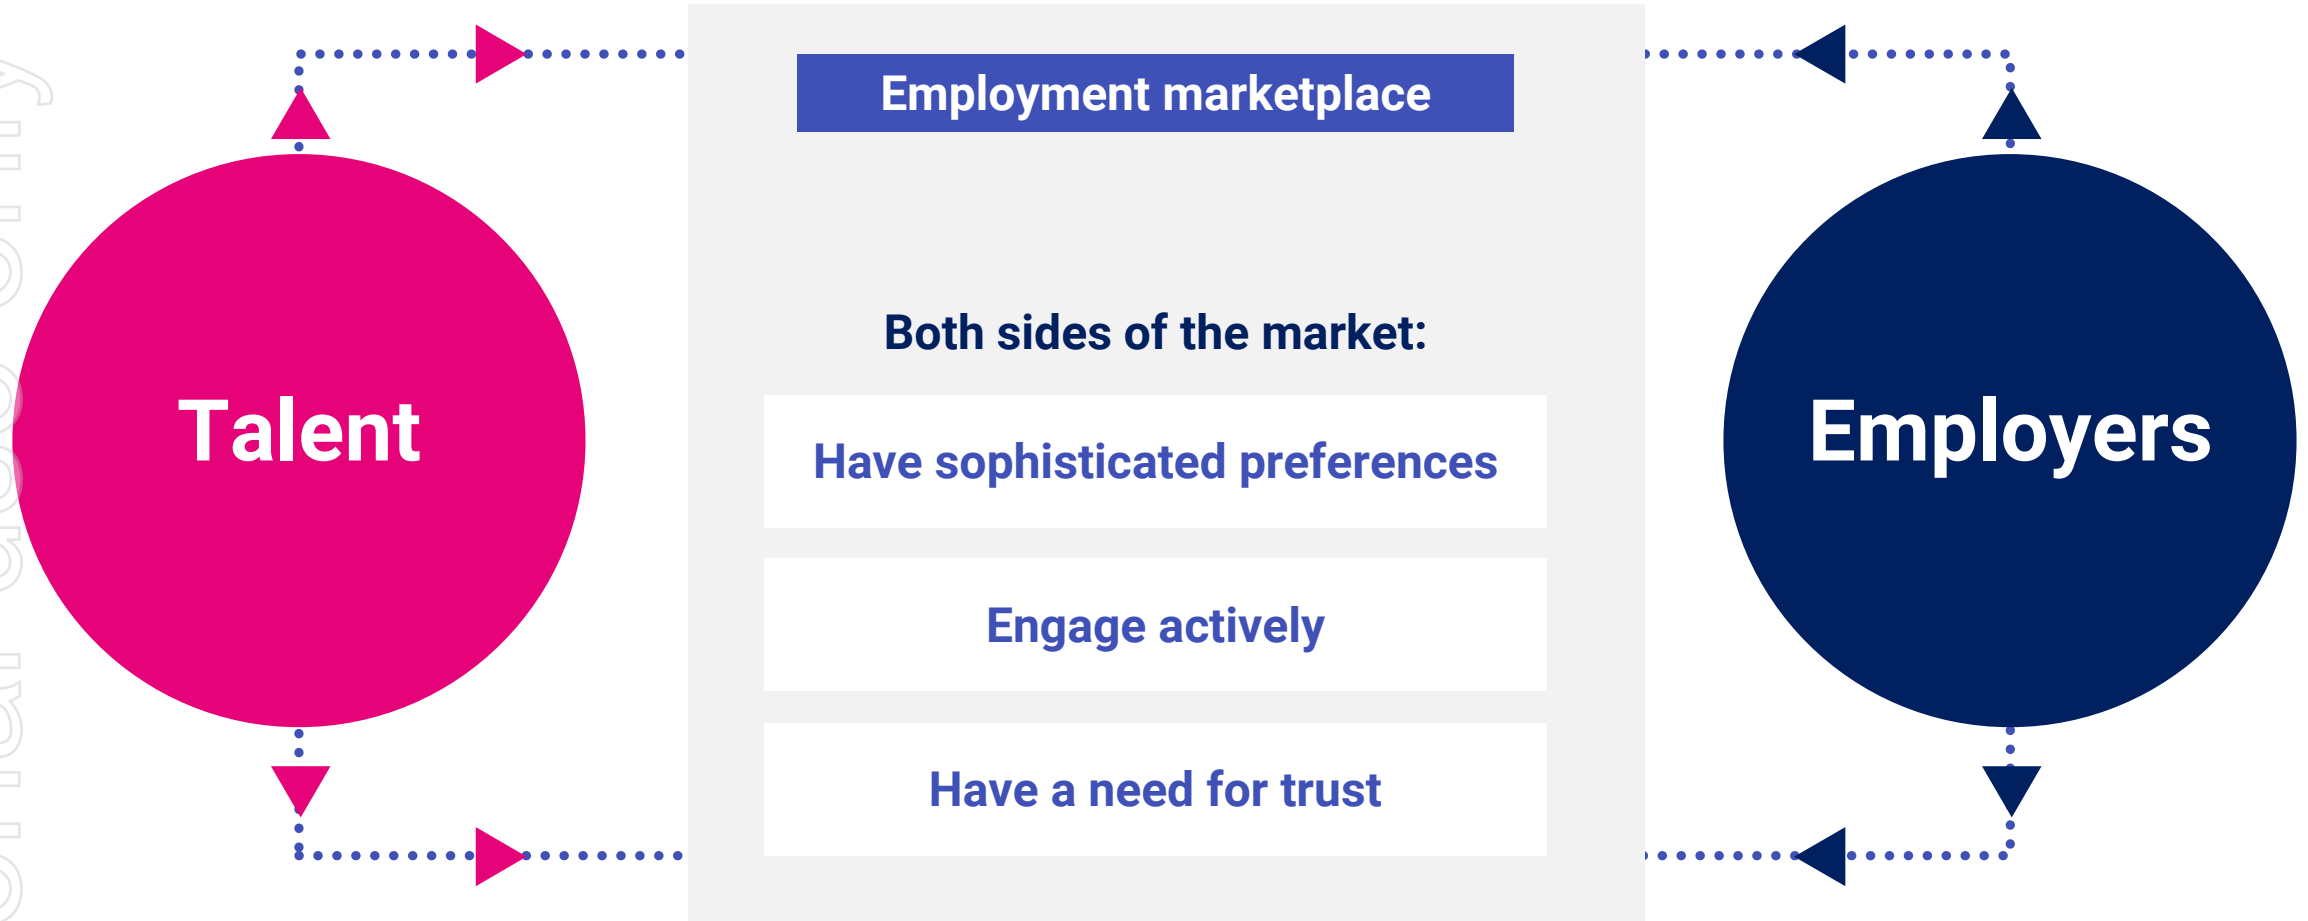 Employment marketplace
Both sides of the market:
Talent
Employers
Have sophisticated preferences
Engage actively
Have a need for trust